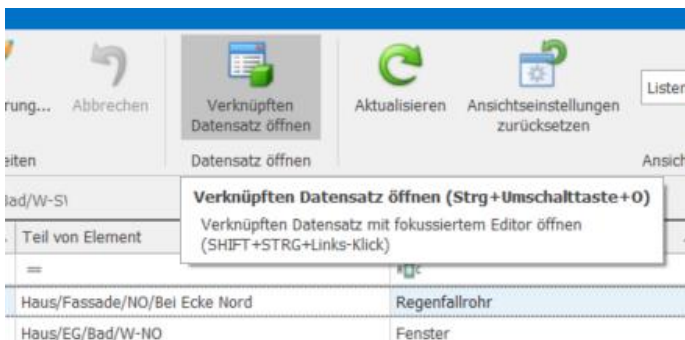 rung...
Abbrechen
Verknüpften
Datensatz öffnen
Aktualisieren
Ansichtseinstellungen
zurücksetzen
Listen
eiten
Datensatz öffnen
Ansich
Bad/W-S\
Verknüpften Datensatz öffnen (Strg+Umschalttaste+O)
Verknüpften Datensatz mit fokussiertem Editor öffnen
(SHIFT+STRG+Links-Klick)
Teil von Element
=
Haus/Fassade/NO/Bei Ecke Nord
Regenfallrohr
Haus/EG/Bad/W-NO
Fenster